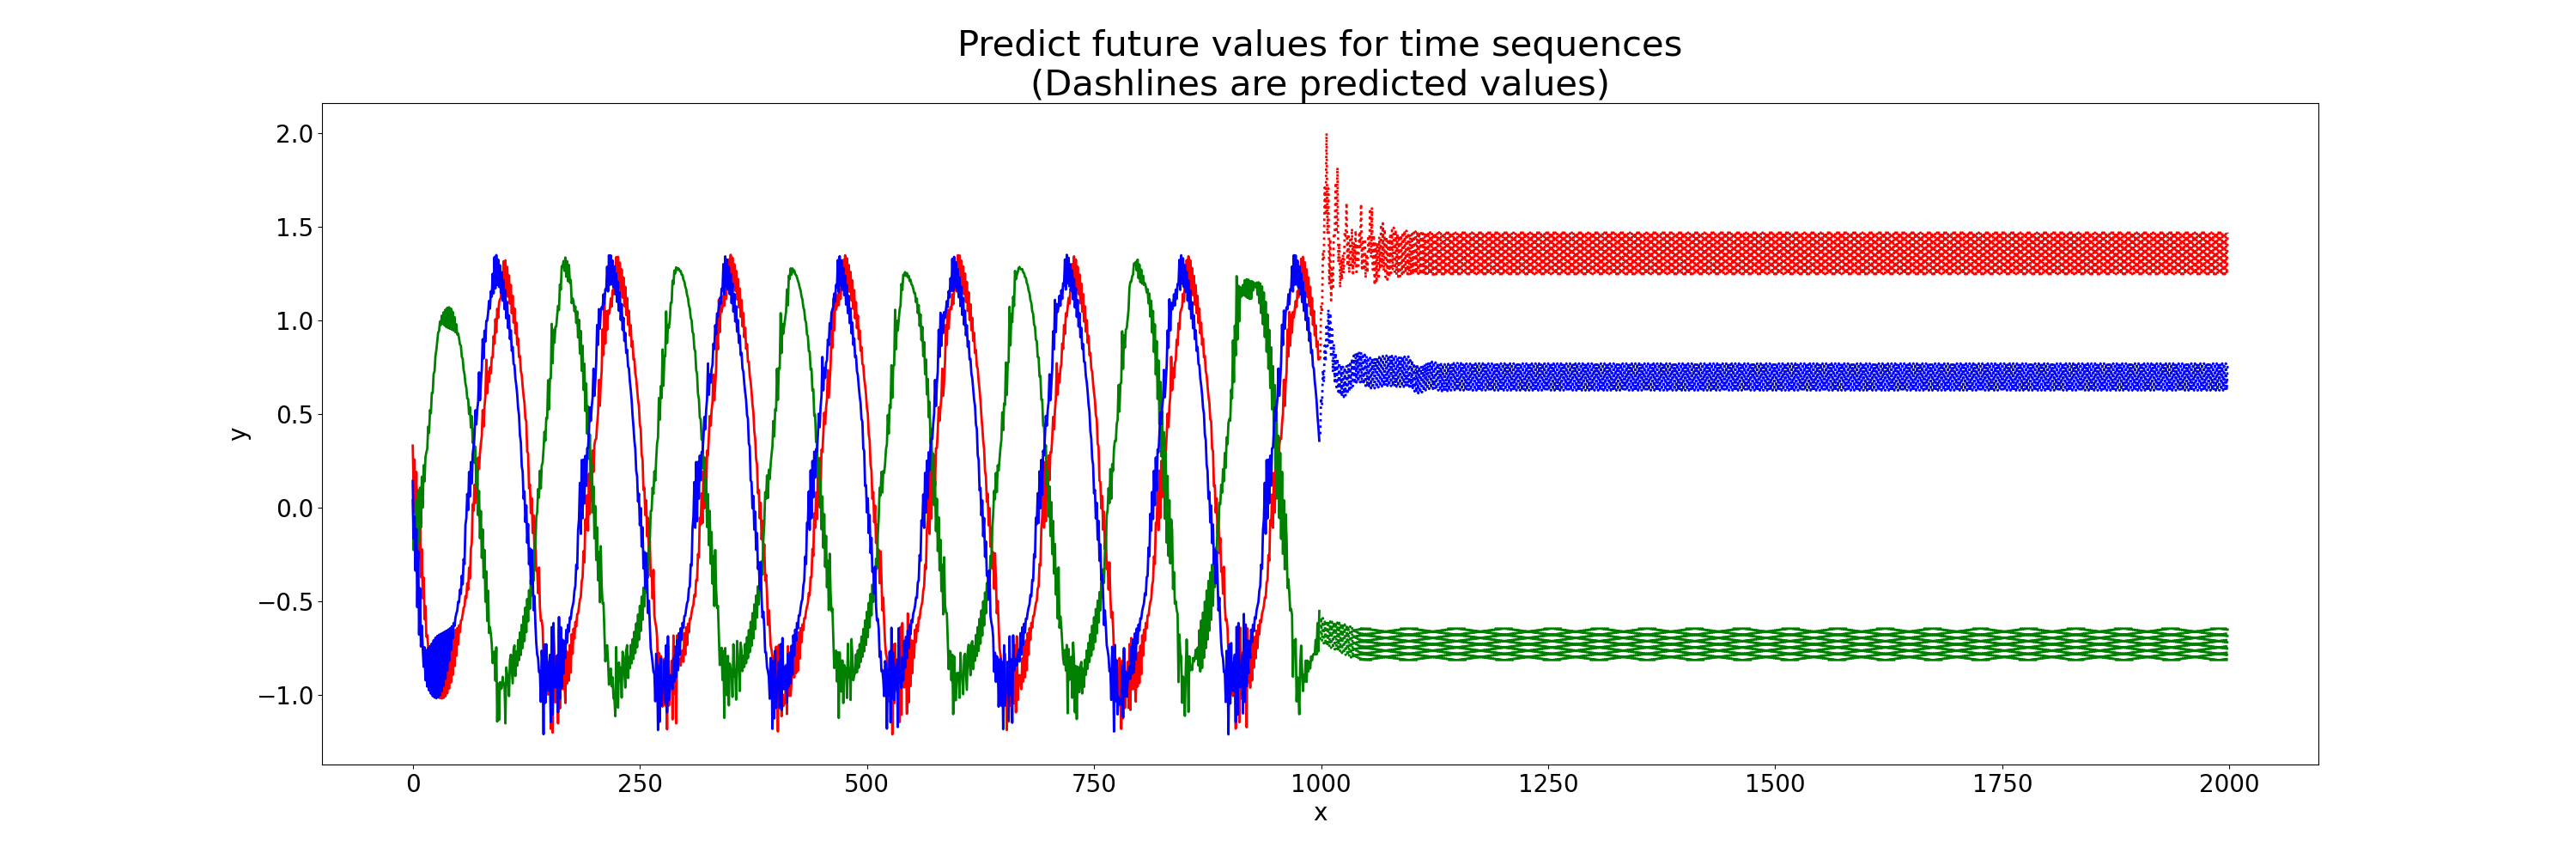 Predict future values for time sequences
(Dashlines are predicted values)
2.0
1.5
1.0
0.5
0.0
−0.5
−1.0
y
0 250 500 750 1000 1250 1500 1750 2000
x